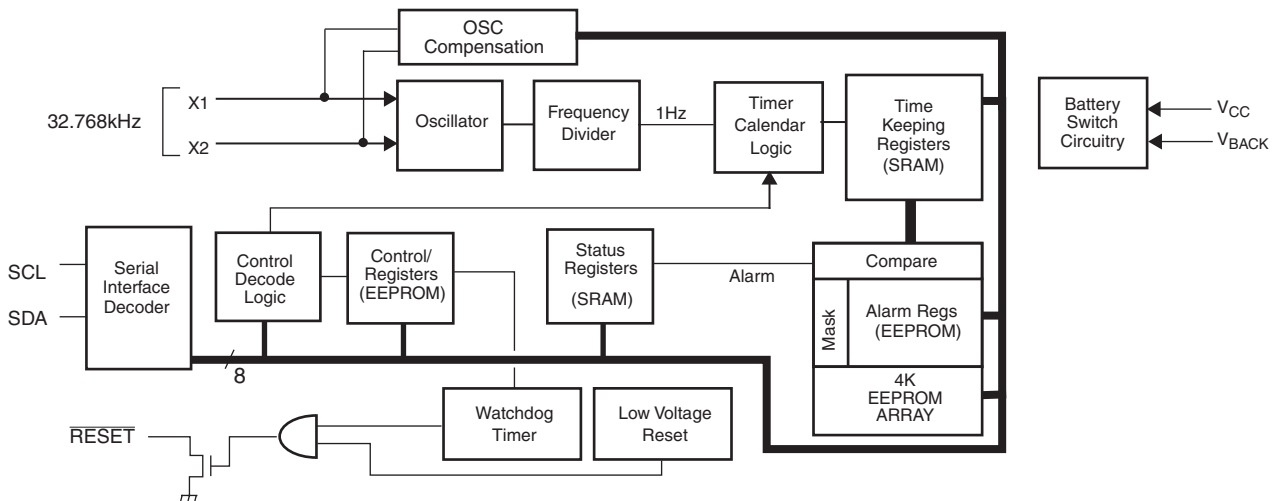 OSC
Compensation
32.768kHz
X1
X2
Oscillator
Frequency
Divider
1Hz
Timer
Calendar
Logic
Time
Keeping
Registers
(SRAM)
Battery
Switch
Circuitry
VCC
VBACK
SCL
SDA
Serial
Interface
Decoder
Control
Decode
Logic
Control/
Registers
(EEPROM)
Status
Registers
(SRAM)
Alarm
Compare
Mask
Alarm Regs
(EEPROM)
4K
EEPROM
ARRAY
8
RESET
Watchdog
Timer
Low Voltage
Reset